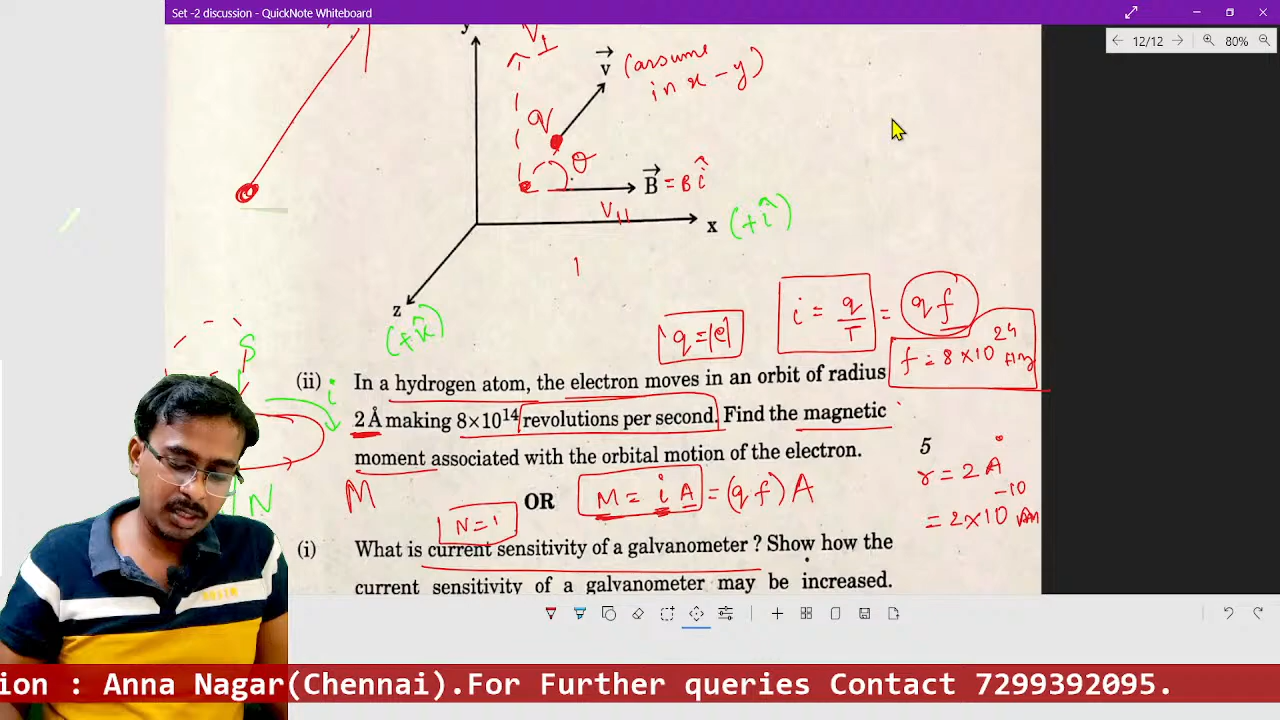 Set -2 discussion - QuickNote Whiteboard
12/12 80%
y
V⊥
v⃗ (assume in x - y)
q
θ
B⃗ = B î
V||
x (+î)
z
(+k̂)
q = |e|
i = q/T = q f
f = 8 × 10^24 Hz
S
i
(ii) In a hydrogen atom, the electron moves in an orbit of radius
2 Å making 8×10^14 revolutions per second. Find the magnetic
moment associated with the orbital motion of the electron. 5
r = 2 Å
= 2×10^-10 m
N
M
OR
M = i A = (q f) A
N = 1
(i) What is current sensitivity of a galvanometer ? Show how the
current sensitivity of a galvanometer may be increased.
ion : Anna Nagar(Chennai).For Further queries Contact 7299392095.